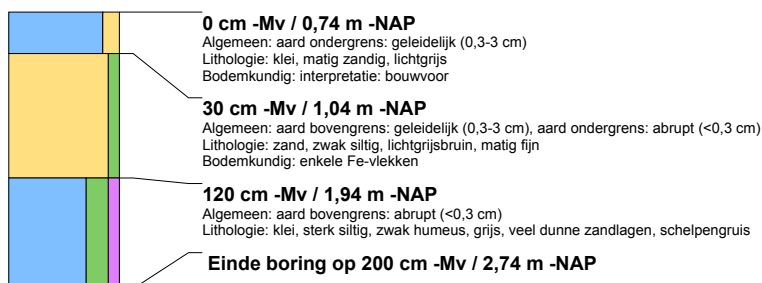 0 cm -Mv / 0,74 m -NAP
Algemeen: aard ondergrens: geleidelijk (0,3-3 cm)
Lithologie: klei, matig zandig, lichtgrijs
Bodemkundig: interpretatie: bouwvoor
30 cm -Mv / 1,04 m -NAP
Algemeen: aard bovengrens: geleidelijk (0,3-3 cm), aard ondergrens: abrupt (<0,3 cm)
Lithologie: zand, zwak siltig, lichtgrijsbruin, matig fijn
Bodemkundig: enkele Fe-vlekken
120 cm -Mv / 1,94 m -NAP
Algemeen: aard bovengrens: abrupt (<0,3 cm)
Lithologie: klei, sterk siltig, zwak humeus, grijs, veel dunne zandlagen, schelpengruis
Einde boring op 200 cm -Mv / 2,74 m -NAP